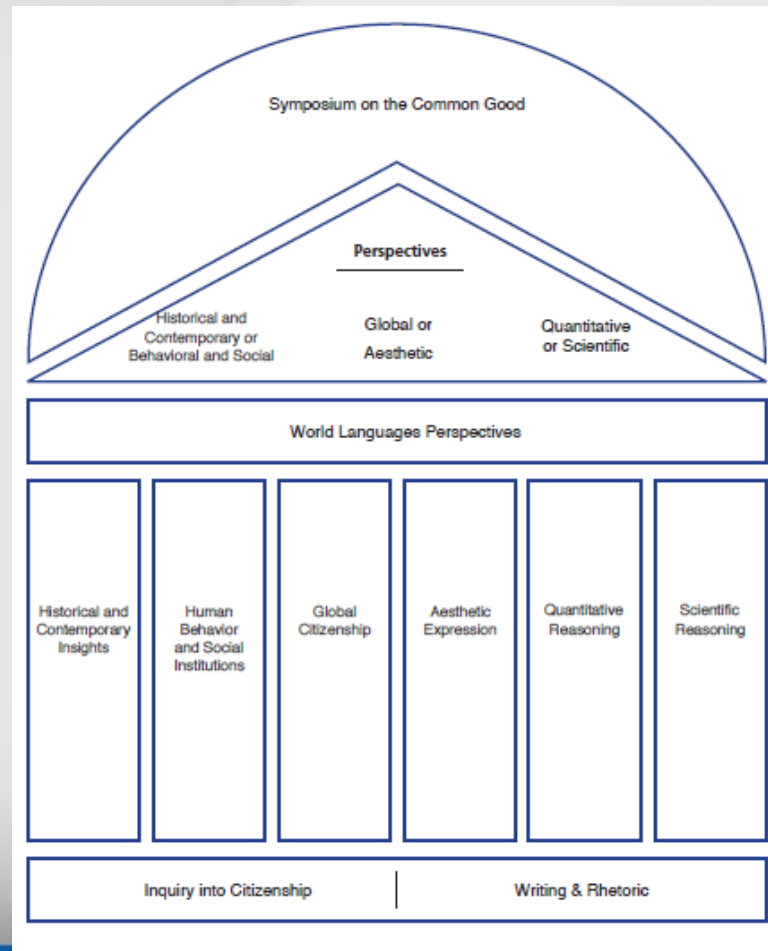 Symposium on the Common Good
Perspectives
Historical and
Contemporary or
Behavioral and Social
Global or
Aesthetic
Quantitative
or Scientific
World Languages Perspectives
Historical and
Contemporary
Insights
Human
Behavior
and Social
Institutions
Global
Citizenship
Aesthetic
Expression
Quantitative
Reasoning
Scientific
Reasoning
Inquiry into Citizenship
Writing & Rhetoric